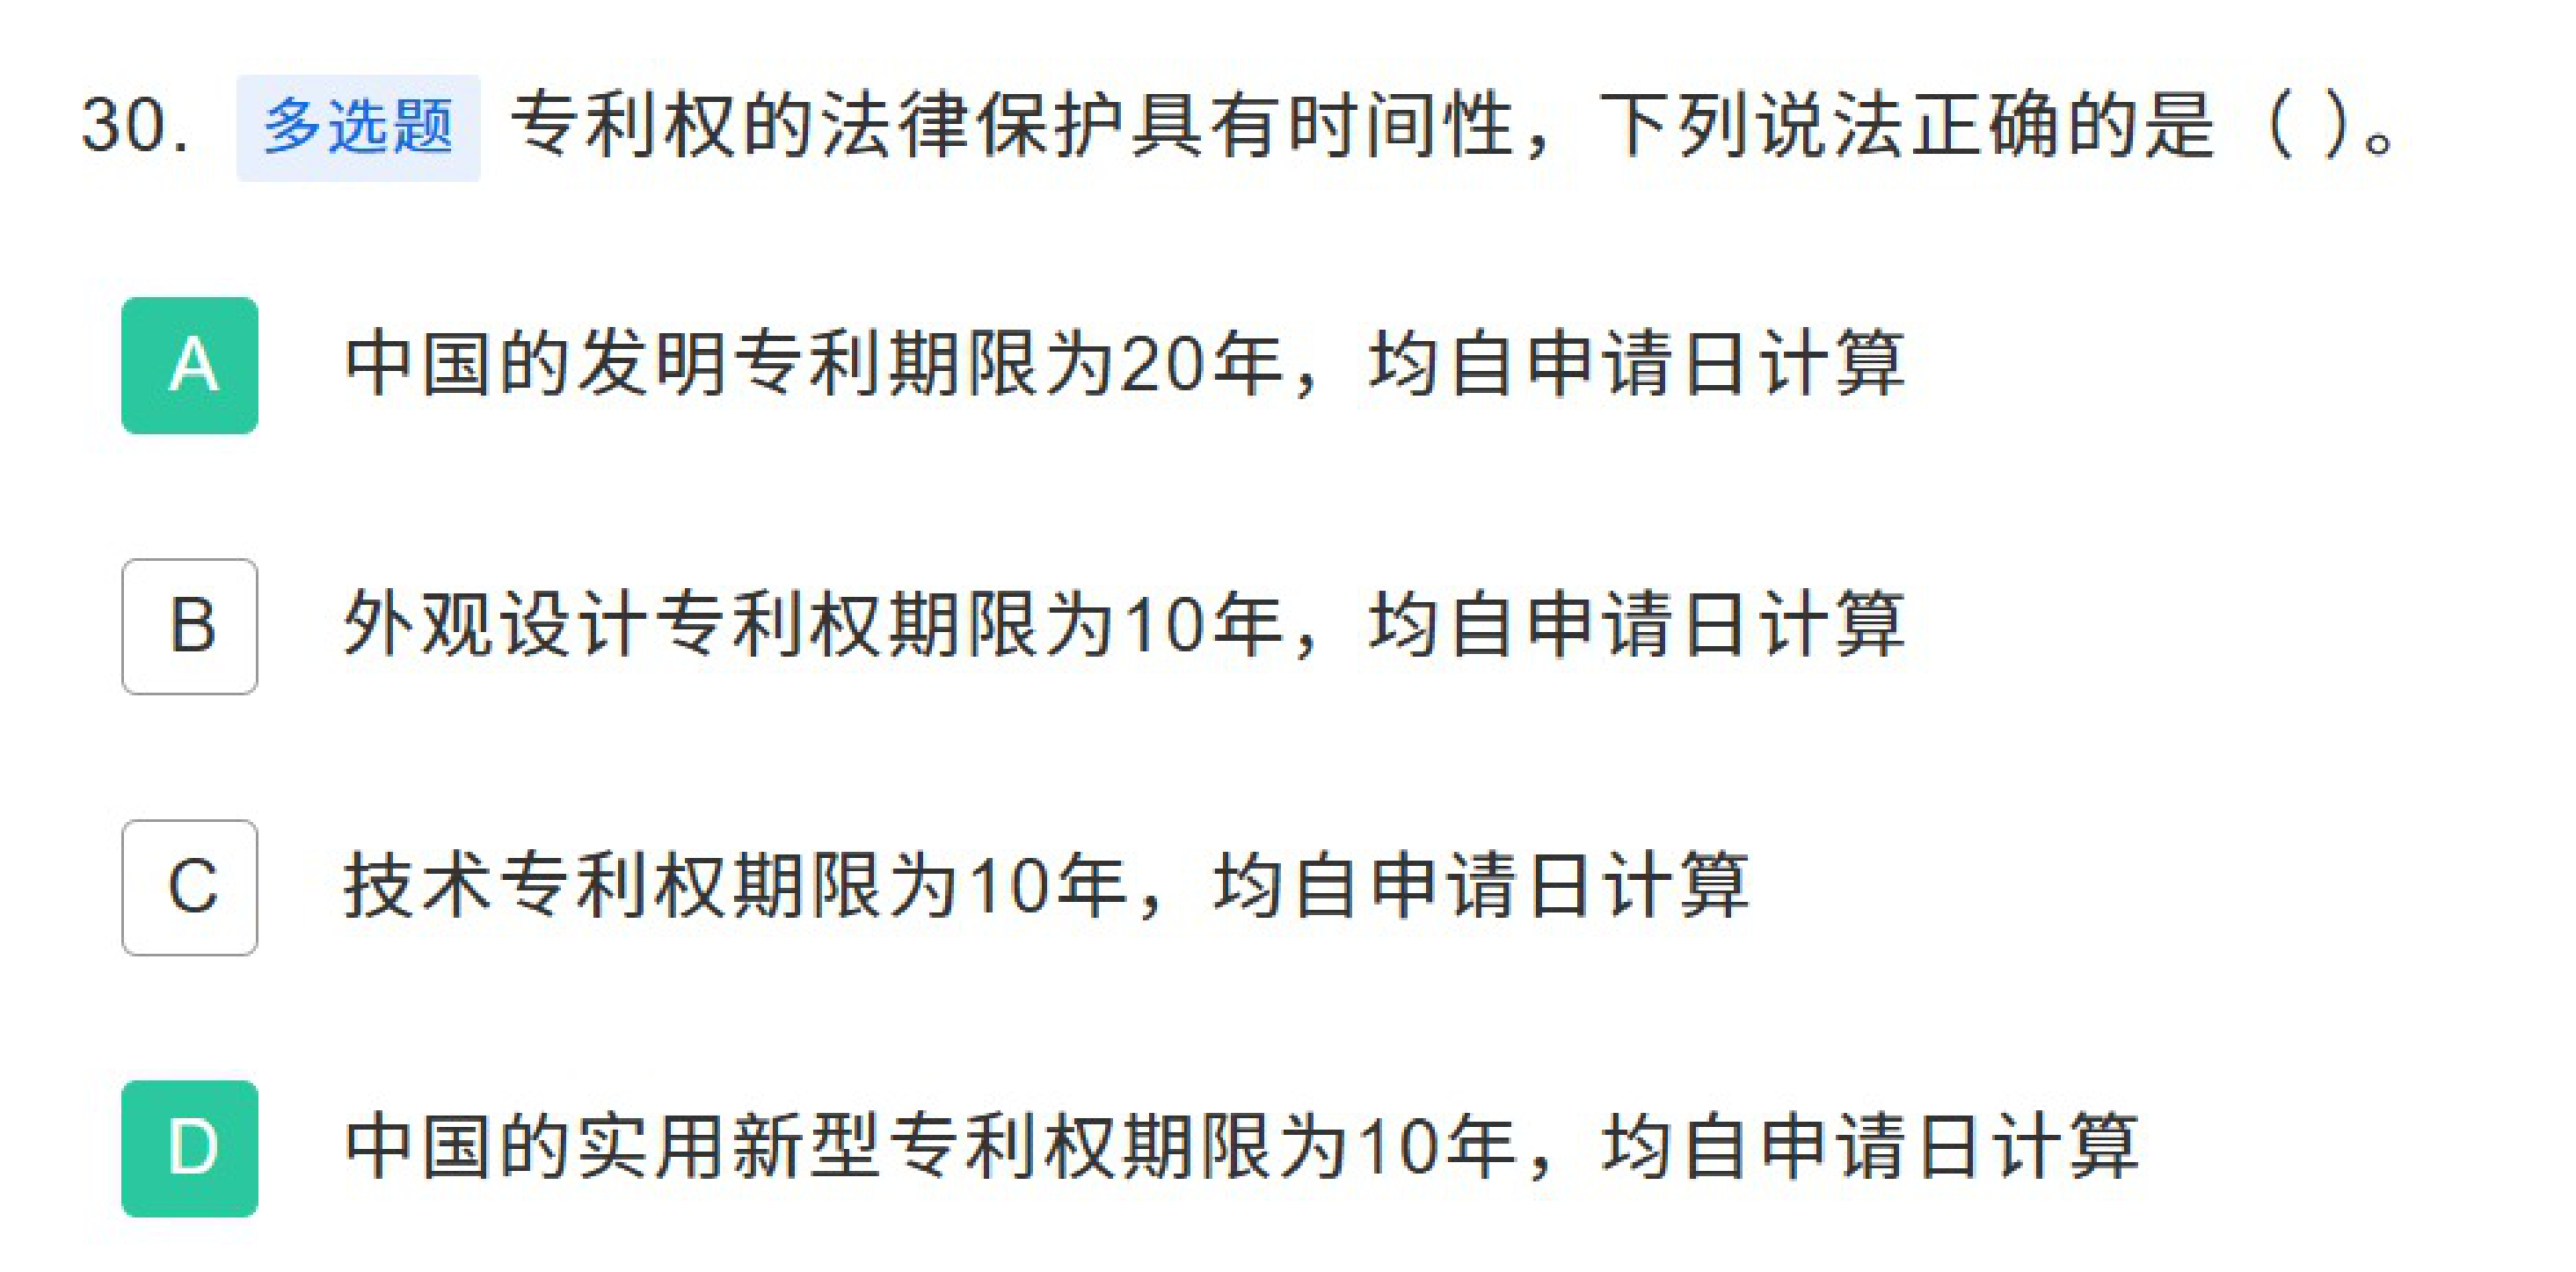 30. 多选题 专利权的法律保护具有时间性，下列说法正确的是（ ）。
A 中国的发明专利期限为20年，均自申请日计算
B 外观设计专利权期限为10年，均自申请日计算
C 技术专利权期限为10年，均自申请日计算
D 中国的实用新型专利权期限为10年，均自申请日计算